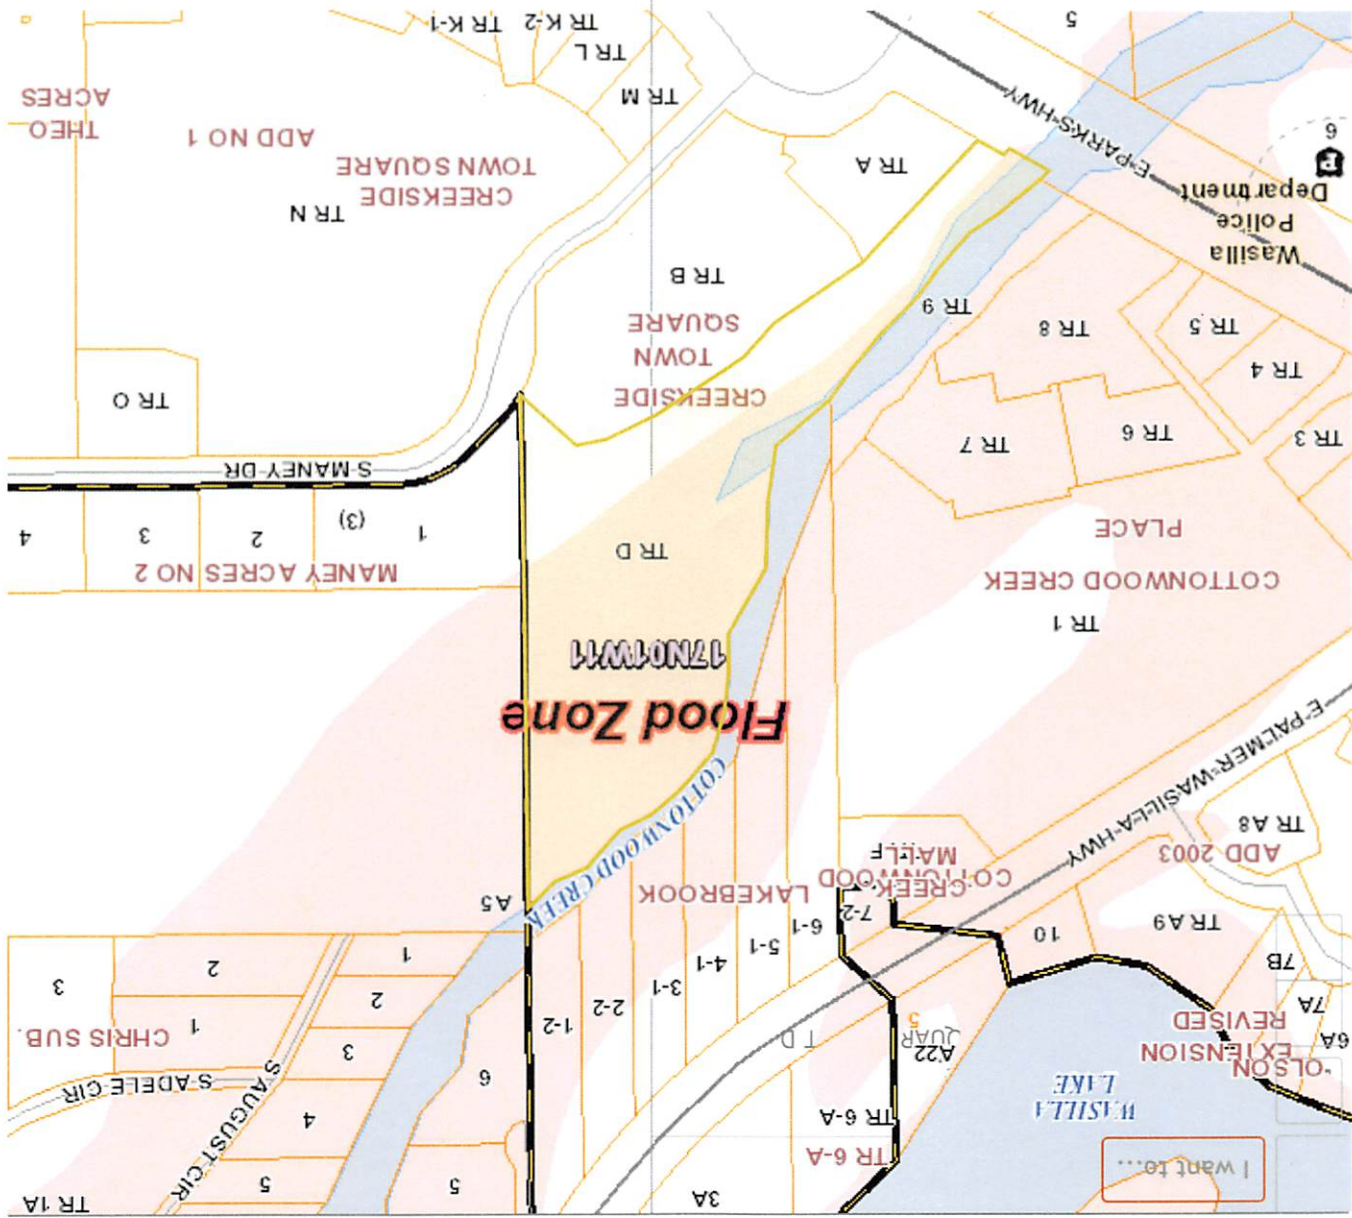 I want to...
3A
5
5
TR 1A
TR 6-A
TR 6-A
WASILLA
LAKE
6
4
S AUGUST CIR
S ADELE CIR
OLSON
EXTENSION
REVISED
A22
QUAR
5
T D
3
CHRIS SUB.
6A
7A
7B
1-2
2-2
3-1
4-1
5-1
6-1
2
1
1
2
3
TR A9
10
7-2
A5
COTTONWOOD
CREEK
MALL
LAKEBROOK
COTTONWOOD CREEK
ADD 2003
TR A8
E PALMER-WASILLA HWY
Flood Zone
17N01W11
TR 1
COTTONWOOD CREEK
PLACE
TR D
MANEY ACRES NO 2
1
(3)
2
3
4
S MANEY DR
TR 3
TR 6
TR 7
TR O
CREEKSIDE
TOWN
SQUARE
TR 4
TR 5
TR 8
TR 9
TR B
Wasilla
Police
Department
6
TR N
CREEKSIDE
TOWN SQUARE
ADD NO 1
TR A
E PARKS HWY
THEO
ACRES
TR M
TR L
TR K-2
TR K-1
5